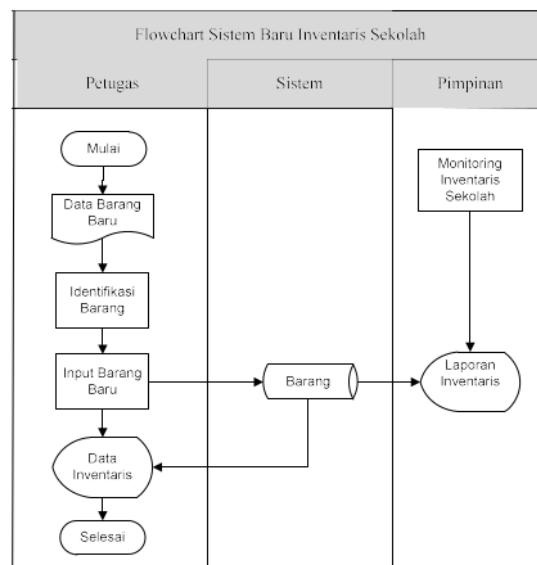 Flowchart Sistem Baru Inventaris Sekolah
Petugas
Sistem
Pimpinan
Mulai
Data Barang
Baru
Identifikasi
Barang
Input Barang
Baru
Data
Inventaris
Selesai
Barang
Monitoring
Inventaris
Sekolah
Laporan
Inventaris